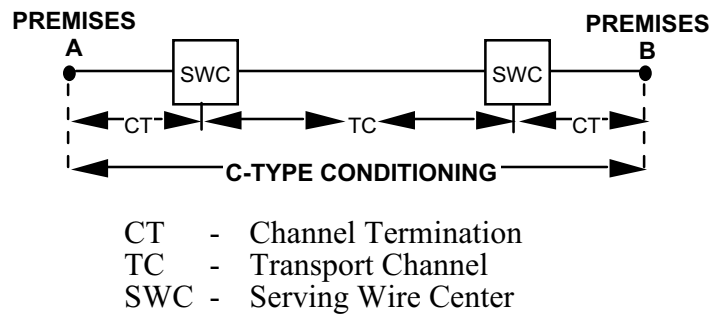 PREMISES PREMISES
A B
SWC SWC
CT TC CT
C-TYPE CONDITIONING
CT - Channel Termination
TC - Transport Channel
SWC - Serving Wire Center